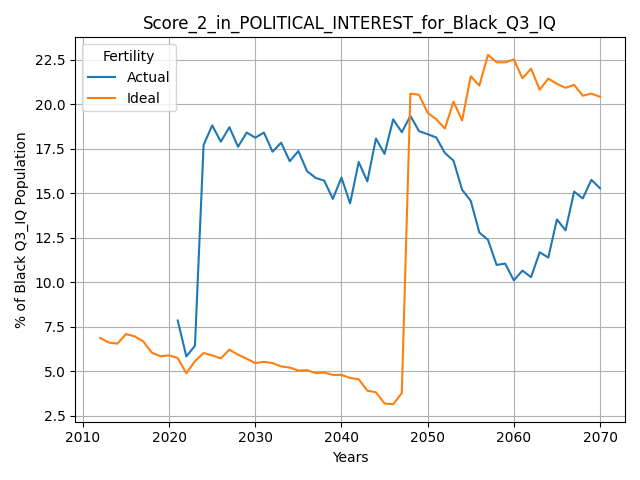 Score_2_in_POLITICAL_INTEREST_for_Black_Q3_IQ
Fertility
Actual
Ideal
% of Black Q3_IQ Population
22.5
20.0
17.5
15.0
12.5
10.0
7.5
5.0
2.5
2010 2020 2030 2040 2050 2060 2070
Years